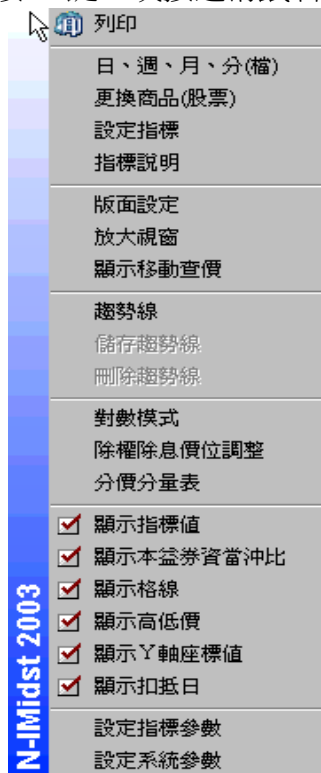 列印
日、週、月、分(檔)
更換商品(股票)
設定指標
指標說明
版面設定
放大視窗
顯示移動查價
趨勢線
儲存趨勢線
刪除趨勢線
對數模式
除權除息價位調整
分價分量表
顯示指標值
顯示本益券資當沖比
顯示格線
顯示高低價
顯示Y軸座標值
顯示扣抵日
設定指標參數
設定系統參數
N-IMidst 2003